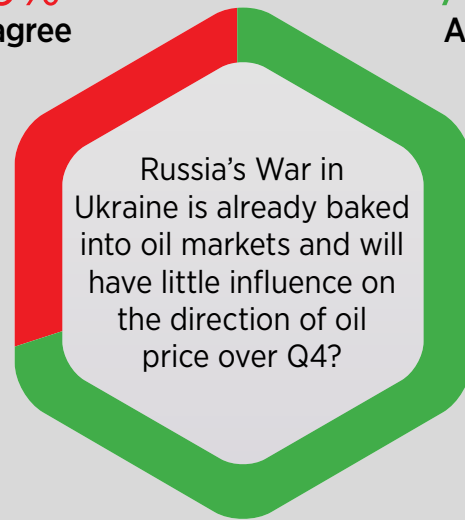 %
agree
A
Russia's War in
Ukraine is already baked
into oil markets and will
have little influence on
the direction of oil
price over Q4?